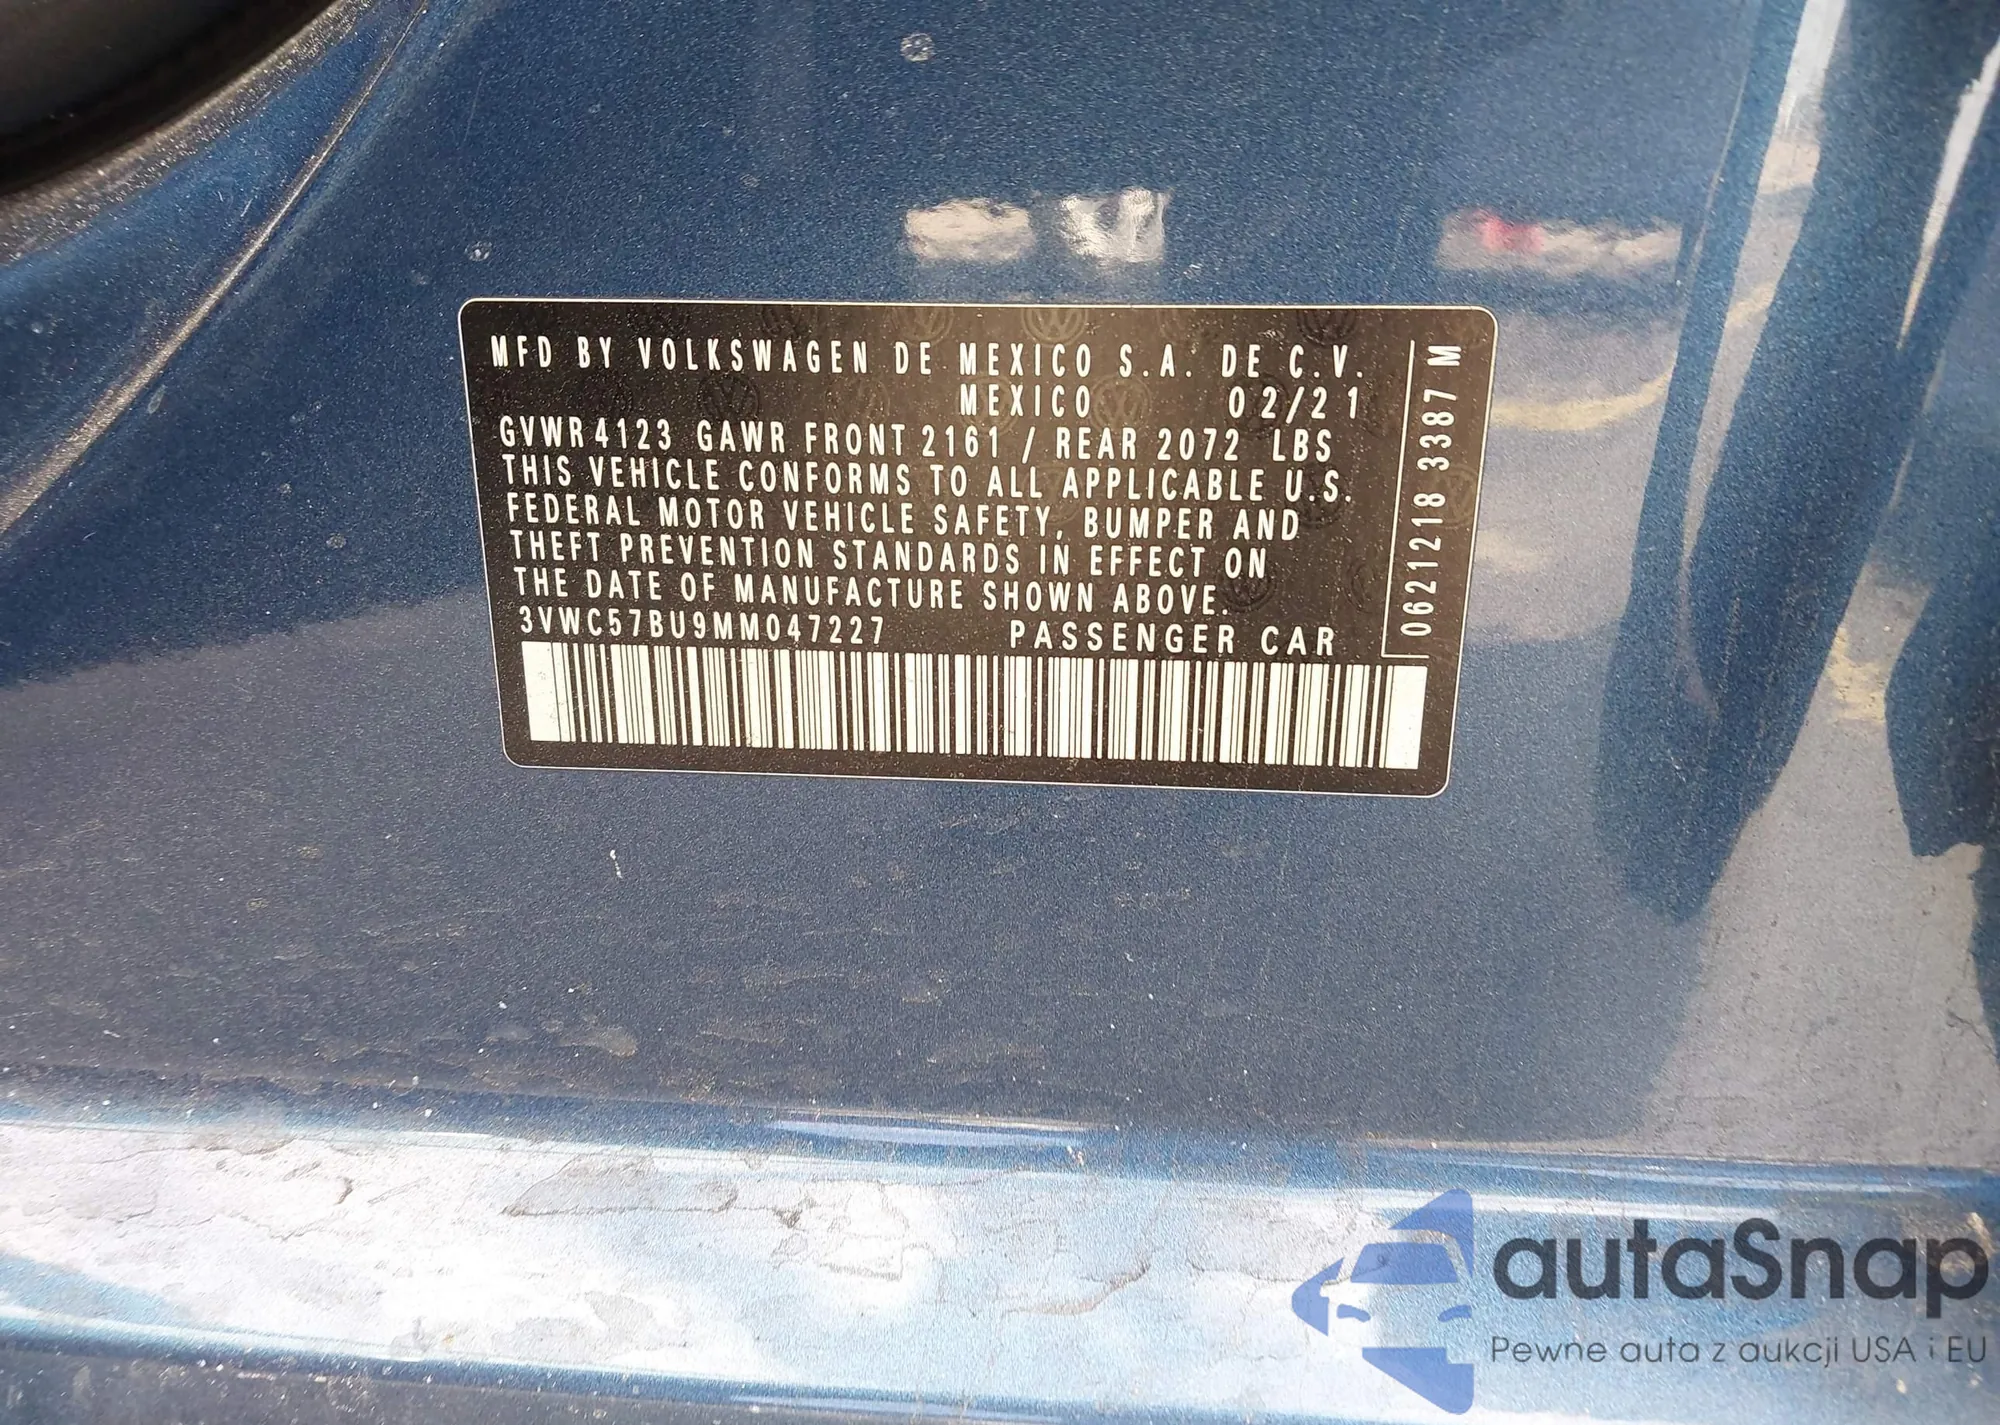 MFD BY VOLKSWAGEN DE MEXICO S.A. DE C.V.
MEXICO 02/21
GVWR 4123 GAWR FRONT 2161 / REAR 2072 LBS
THIS VEHICLE CONFORMS TO ALL APPLICABLE U.S.
FEDERAL MOTOR VEHICLE SAFETY, BUMPER AND
THEFT PREVENTION STANDARDS IN EFFECT ON
THE DATE OF MANUFACTURE SHOWN ABOVE.
3VWC57BU9MM047227 PASSENGER CAR
0621218 3387 M
autaSnap
Pewne auta z aukcji USA i EU